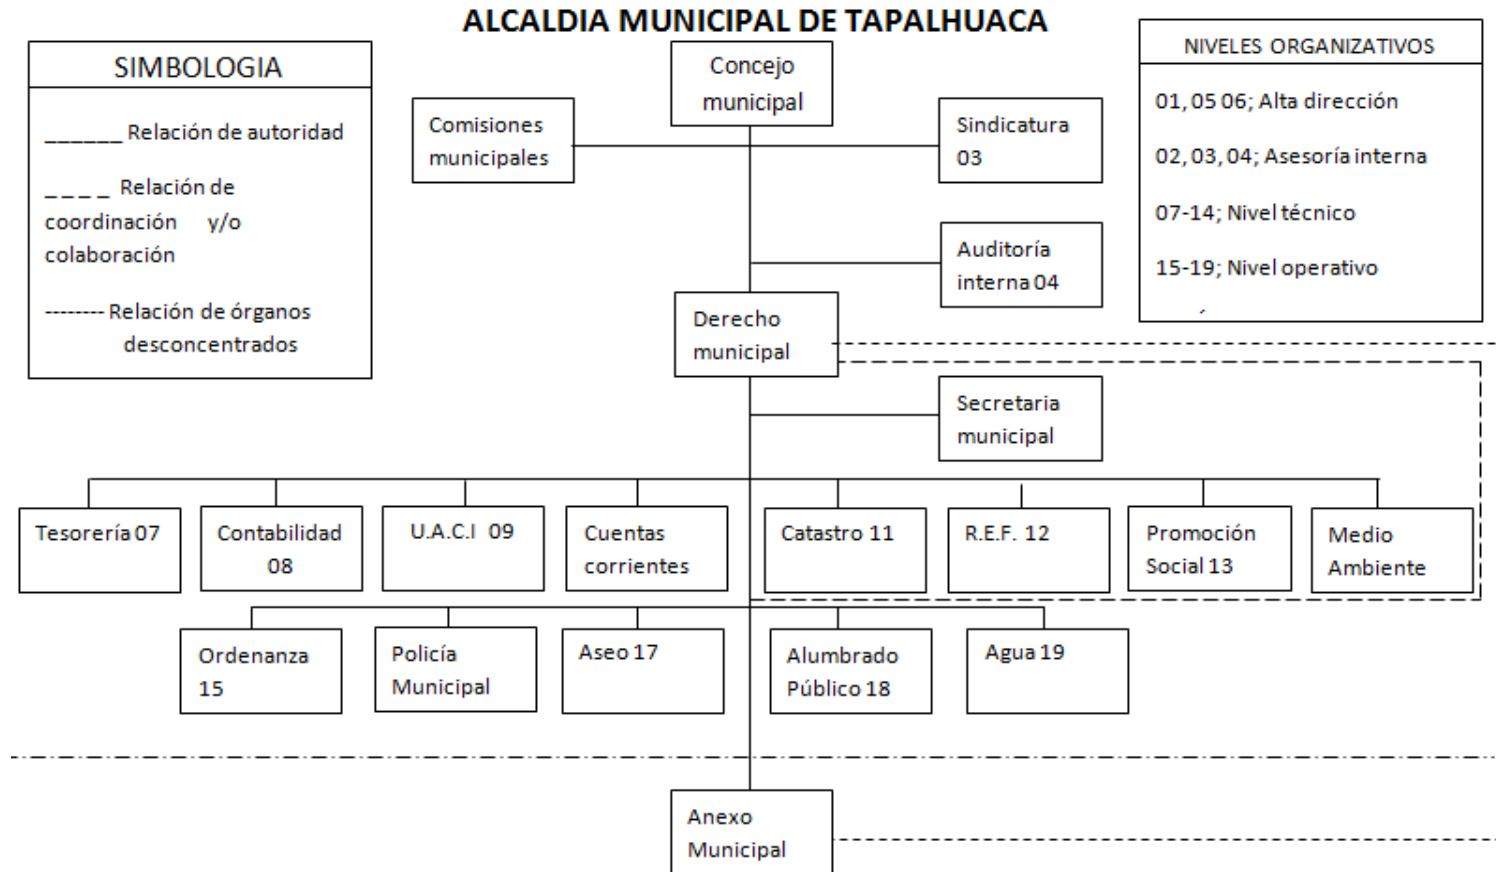 ALCALDIA MUNICIPAL DE TAPALHUACA
SIMBOLOGIA
______ Relación de autoridad
_ _ _ _ Relación de
coordinación y/o
colaboración
-------- Relación de órganos
desconcentrados
Concejo
municipal
NIVELES ORGANIZATIVOS
01, 05 06; Alta dirección
02, 03, 04; Asesoría interna
07-14; Nivel técnico
15-19; Nivel operativo
Comisiones
municipales
Sindicatura
03
Auditoría
interna 04
Derecho
municipal
Secretaria
municipal
Tesorería 07
Contabilidad
08
U.A.C.I 09
Cuentas
corrientes
Catastro 11
R.E.F. 12
Promoción
Social 13
Medio
Ambiente
Ordenanza
15
Policía
Municipal
Aseo 17
Alumbrado
Público 18
Agua 19
Anexo
Municipal